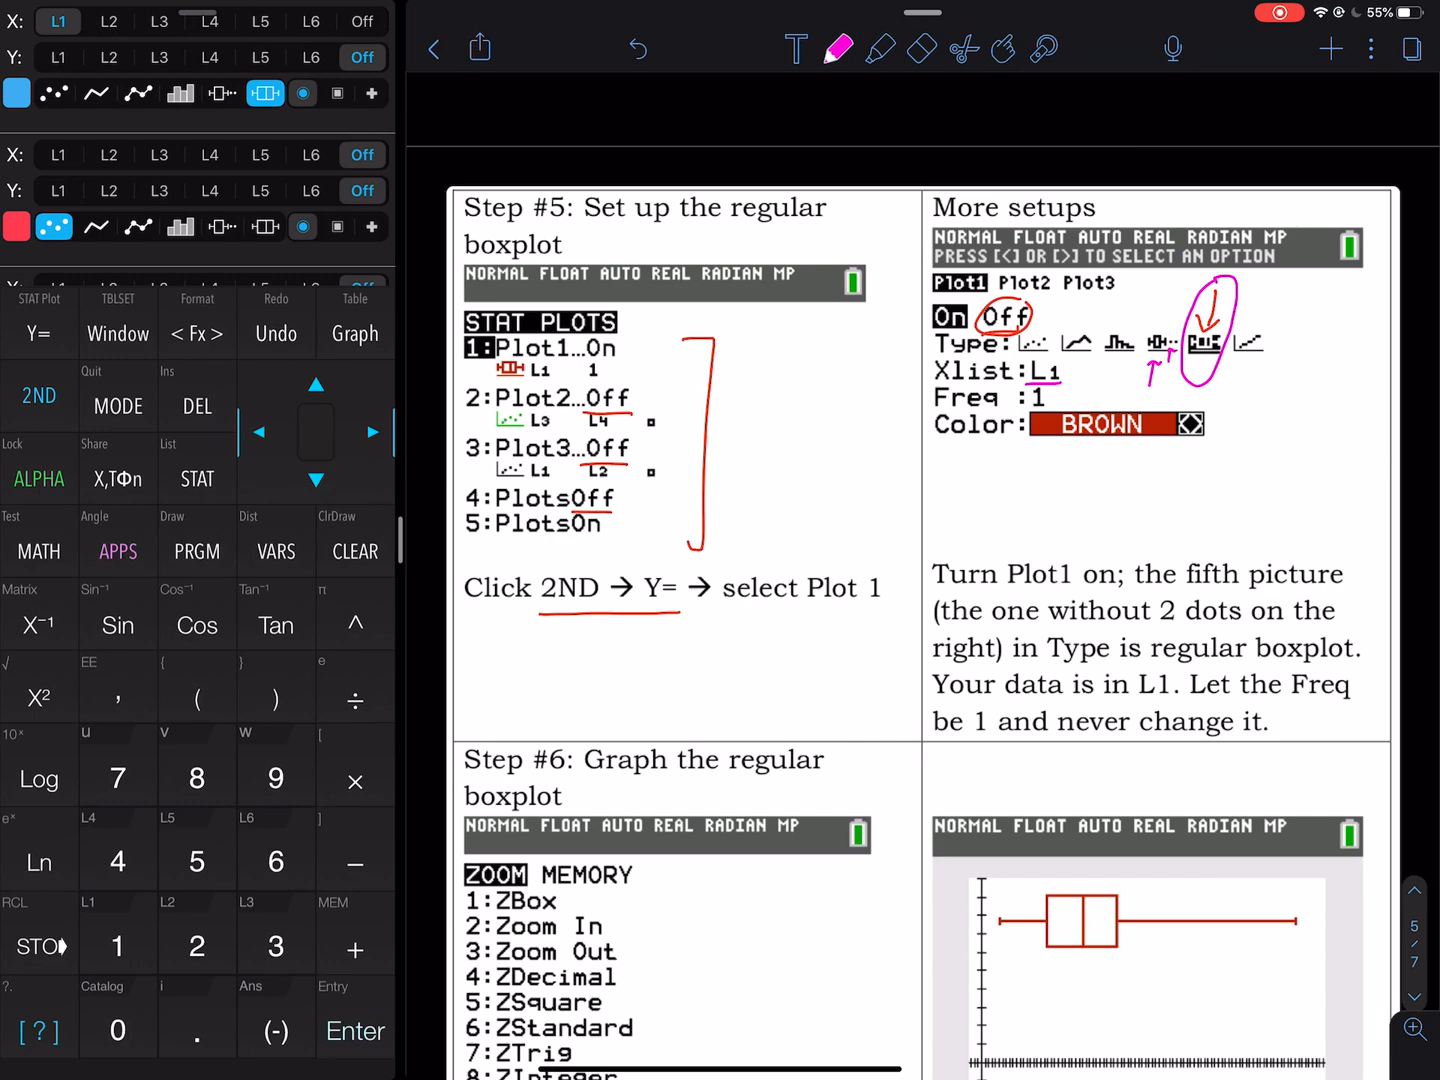 X: L1 L2 L3 L4 L5 L6 Off
Y: L1 L2 L3 L4 L5 L6 Off
X: L1 L2 L3 L4 L5 L6 Off
Y: L1 L2 L3 L4 L5 L6 Off
STAT Plot TBLSET Format Redo Table
Y= Window < Fx > Undo Graph
Quit Ins
2ND MODE DEL
Lock Share List
ALPHA X,TΦn STAT
Test Angle Draw Dist ClrDraw
MATH APPS PRGM VARS CLEAR
Matrix Sin⁻¹ Cos⁻¹ Tan⁻¹ π
X⁻¹ Sin Cos Tan ^
√ EE { } e
X² , ( ) ÷
10ˣ u v w [
Log 7 8 9 ×
eˣ L4 L5 L6 ]
Ln 4 5 6 −
RCL L1 L2 L3 MEM
STO 1 2 3 +
?. Catalog i Ans Entry
[ ? ] 0 . (-) Enter
55%
Step #5: Set up the regular
boxplot
NORMAL FLOAT AUTO REAL RADIAN MP
STAT PLOTS
1:Plot1…On
L1 1
2:Plot2…Off
L3 L4
3:Plot3…Off
L1 L2
4:PlotsOff
5:PlotsOn
Click 2ND → Y= → select Plot 1
More setups
NORMAL FLOAT AUTO REAL RADIAN MP
PRESS [<] OR [>] TO SELECT AN OPTION
Plot1 Plot2 Plot3
On Off
Type:
Xlist:L1
Freq :1
Color: BROWN
Turn Plot1 on; the fifth picture
(the one without 2 dots on the
right) in Type is regular boxplot.
Your data is in L1. Let the Freq
be 1 and never change it.
Step #6: Graph the regular
boxplot
NORMAL FLOAT AUTO REAL RADIAN MP
ZOOM MEMORY
1:ZBox
2:Zoom In
3:Zoom Out
4:ZDecimal
5:ZSquare
6:ZStandard
7:ZTrig
8:ZInteger
NORMAL FLOAT AUTO REAL RADIAN MP
5
/
7